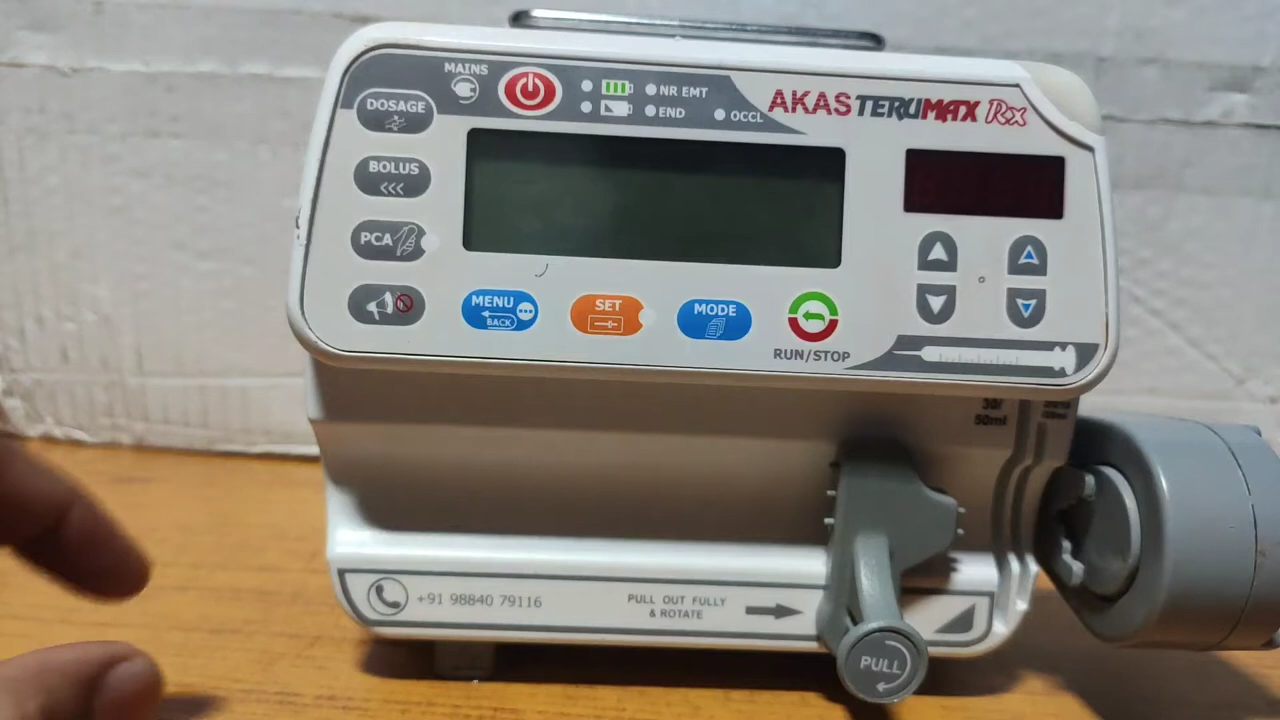 MAINS
DOSAGE
NR EMT
END
OCCL
AKAS TERUMAX Rx
BOLUS
PCA
MENU
BACK
SET
MODE
RUN/STOP
30/
50ml
+91 98840 79116
PULL OUT FULLY
& ROTATE
PULL